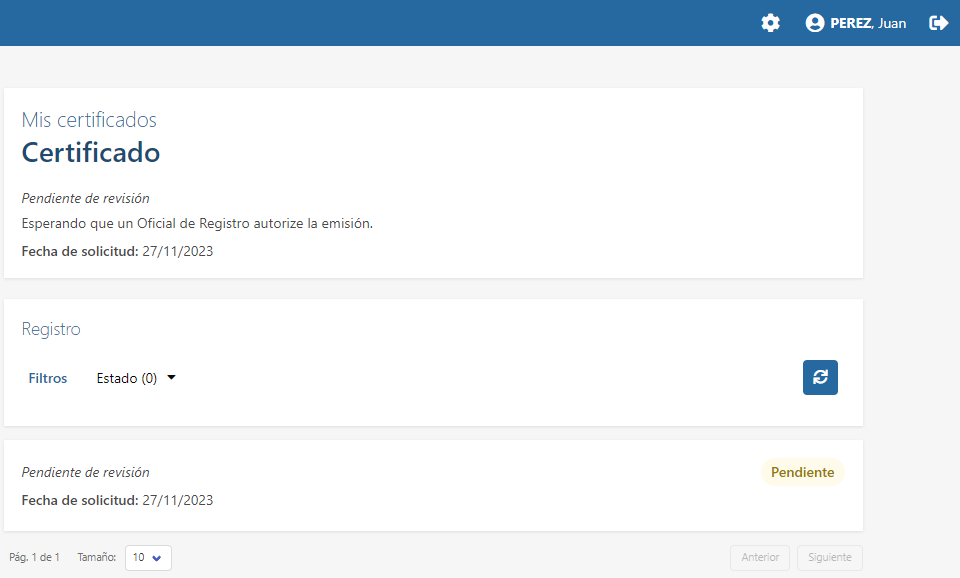 PEREZ, Juan
Mis certificados
Certificado
Pendiente de revisión
Esperando que un Oficial de Registro autorize la emisión.
Fecha de solicitud: 27/11/2023
Registro
Filtros Estado (0)
Pendiente de revisión Pendiente
Fecha de solicitud: 27/11/2023
Pág. 1 de 1 Tamaño: 10 Anterior Siguiente